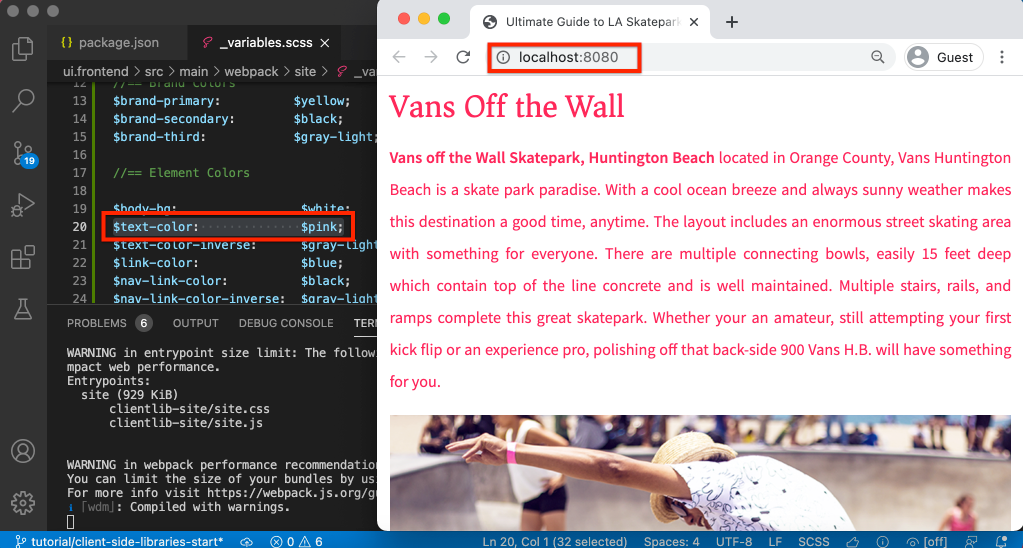 package.json
_variables.scss
ui.frontend > src > main > webpack > site >
12 //== Brand Colors
13 $brand-primary: $yellow;
14 $brand-secondary: $black;
15 $brand-third: $gray-light;
16
17 //== Element Colors
18
19 $body-bg: $white;
20 $text-color: $pink;
21 $text-color-inverse: $gray-light
22 $link-color: $blue;
23 $nav-link-color: $black;
24 $nav-link-color-inverse: $gray-light
19
PROBLEMS 6 OUTPUT DEBUG CONSOLE
WARNING in entrypoint size limit: The follow
mpact web performance.
Entrypoints:
site (929 KiB)
clientlib-site/site.css
clientlib-site/site.js
WARNING in webpack performance recommendation
You can limit the size of your bundles by us
For more info visit https://webpack.js.org/gu
i ｢wdm｣: Compiled with warnings.
Ultimate Guide to LA Skatepark
localhost:8080
Guest
Vans Off the Wall
Vans off the Wall Skatepark, Huntington Beach located in Orange County, Vans Huntington
Beach is a skate park paradise. With a cool ocean breeze and always sunny weather makes
this destination a good time, anytime. The layout includes an enormous street skating area
with something for everyone. There are multiple connecting bowls, easily 15 feet deep
which contain top of the line concrete and is well maintained. Multiple stairs, rails, and
ramps complete this great skatepark. Whether your an amateur, still attempting your first
kick flip or an experience pro, polishing off that back-side 900 Vans H.B. will have something
for you.
tutorial/client-side-libraries-start* 0 6 Ln 20, Col 1 (32 selected) Spaces: 4 UTF-8 LF SCSS [off]